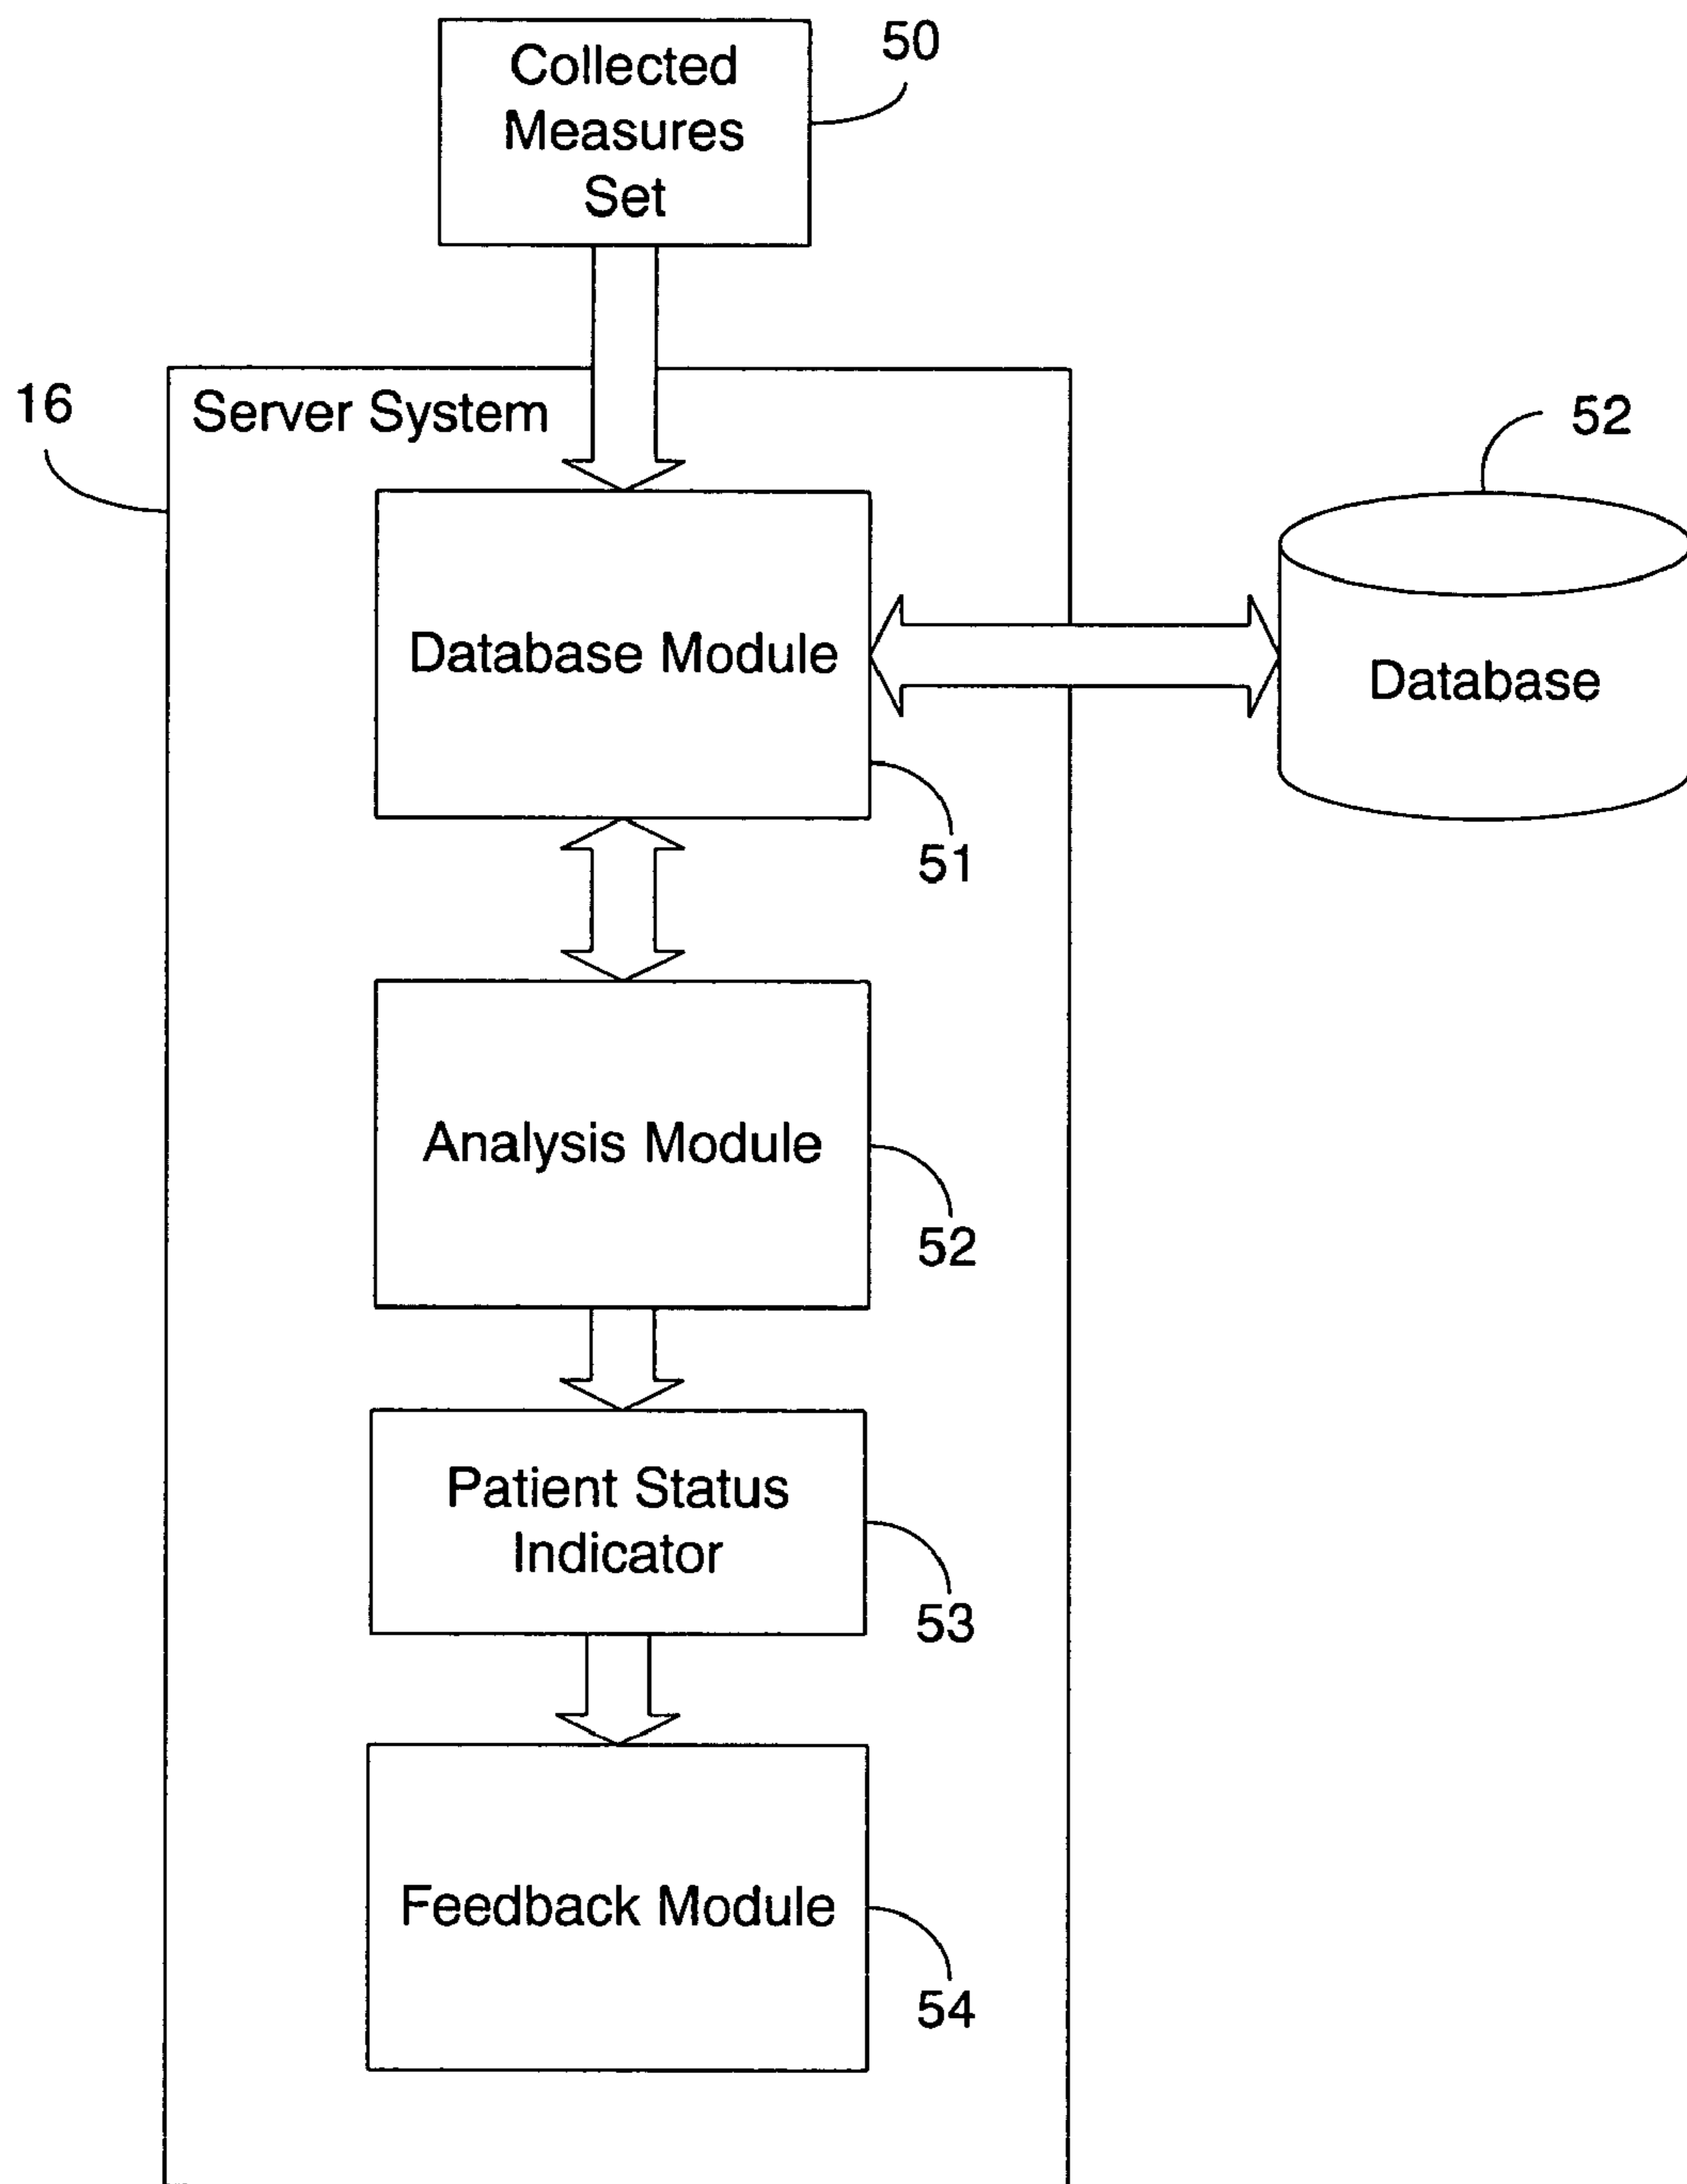 Collected
Measures
Set
50
16
Server System
52
Database Module
Database
51
Analysis Module
52
Patient Status
Indicator
53
Feedback Module
54